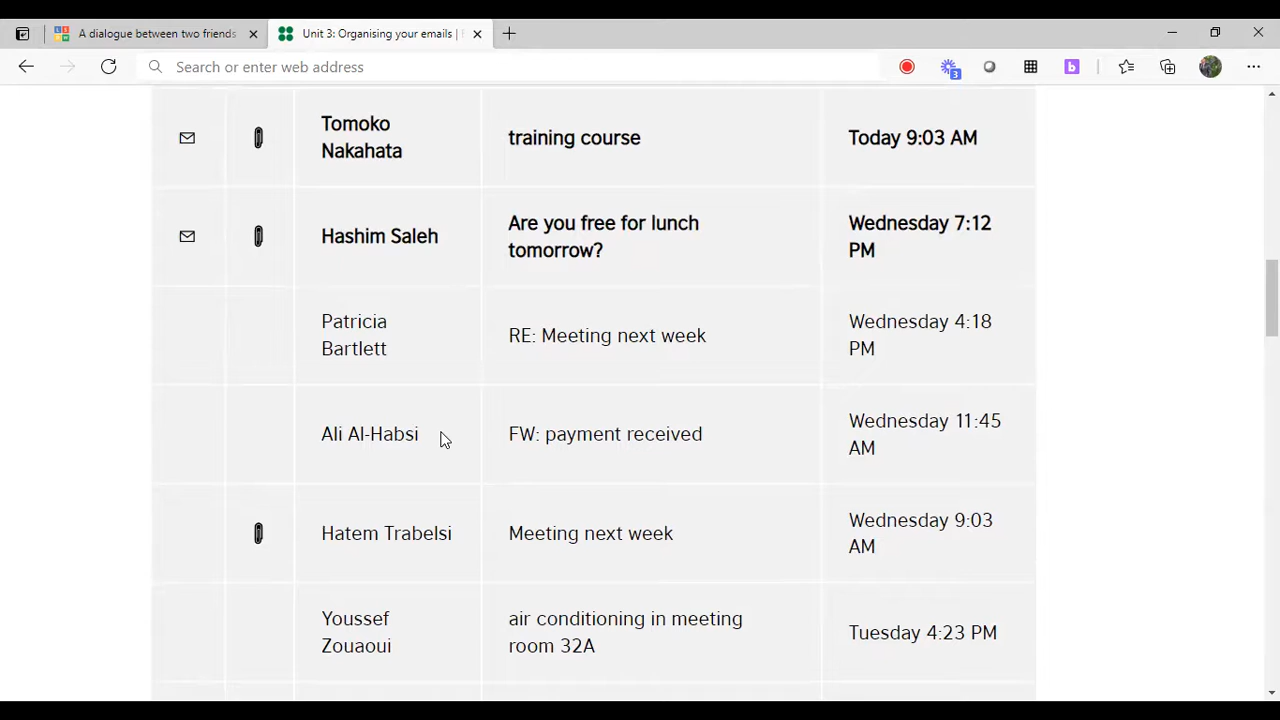 A dialogue between two friends
Unit 3: Organising your emails |
Search or enter web address
3
b
Tomoko
Nakahata
training course
Today 9:03 AM
Hashim Saleh
Are you free for lunch
tomorrow?
Wednesday 7:12
PM
Patricia
Bartlett
RE: Meeting next week
Wednesday 4:18
PM
Ali Al-Habsi
FW: payment received
Wednesday 11:45
AM
Hatem Trabelsi
Meeting next week
Wednesday 9:03
AM
Youssef
Zouaoui
air conditioning in meeting
room 32A
Tuesday 4:23 PM